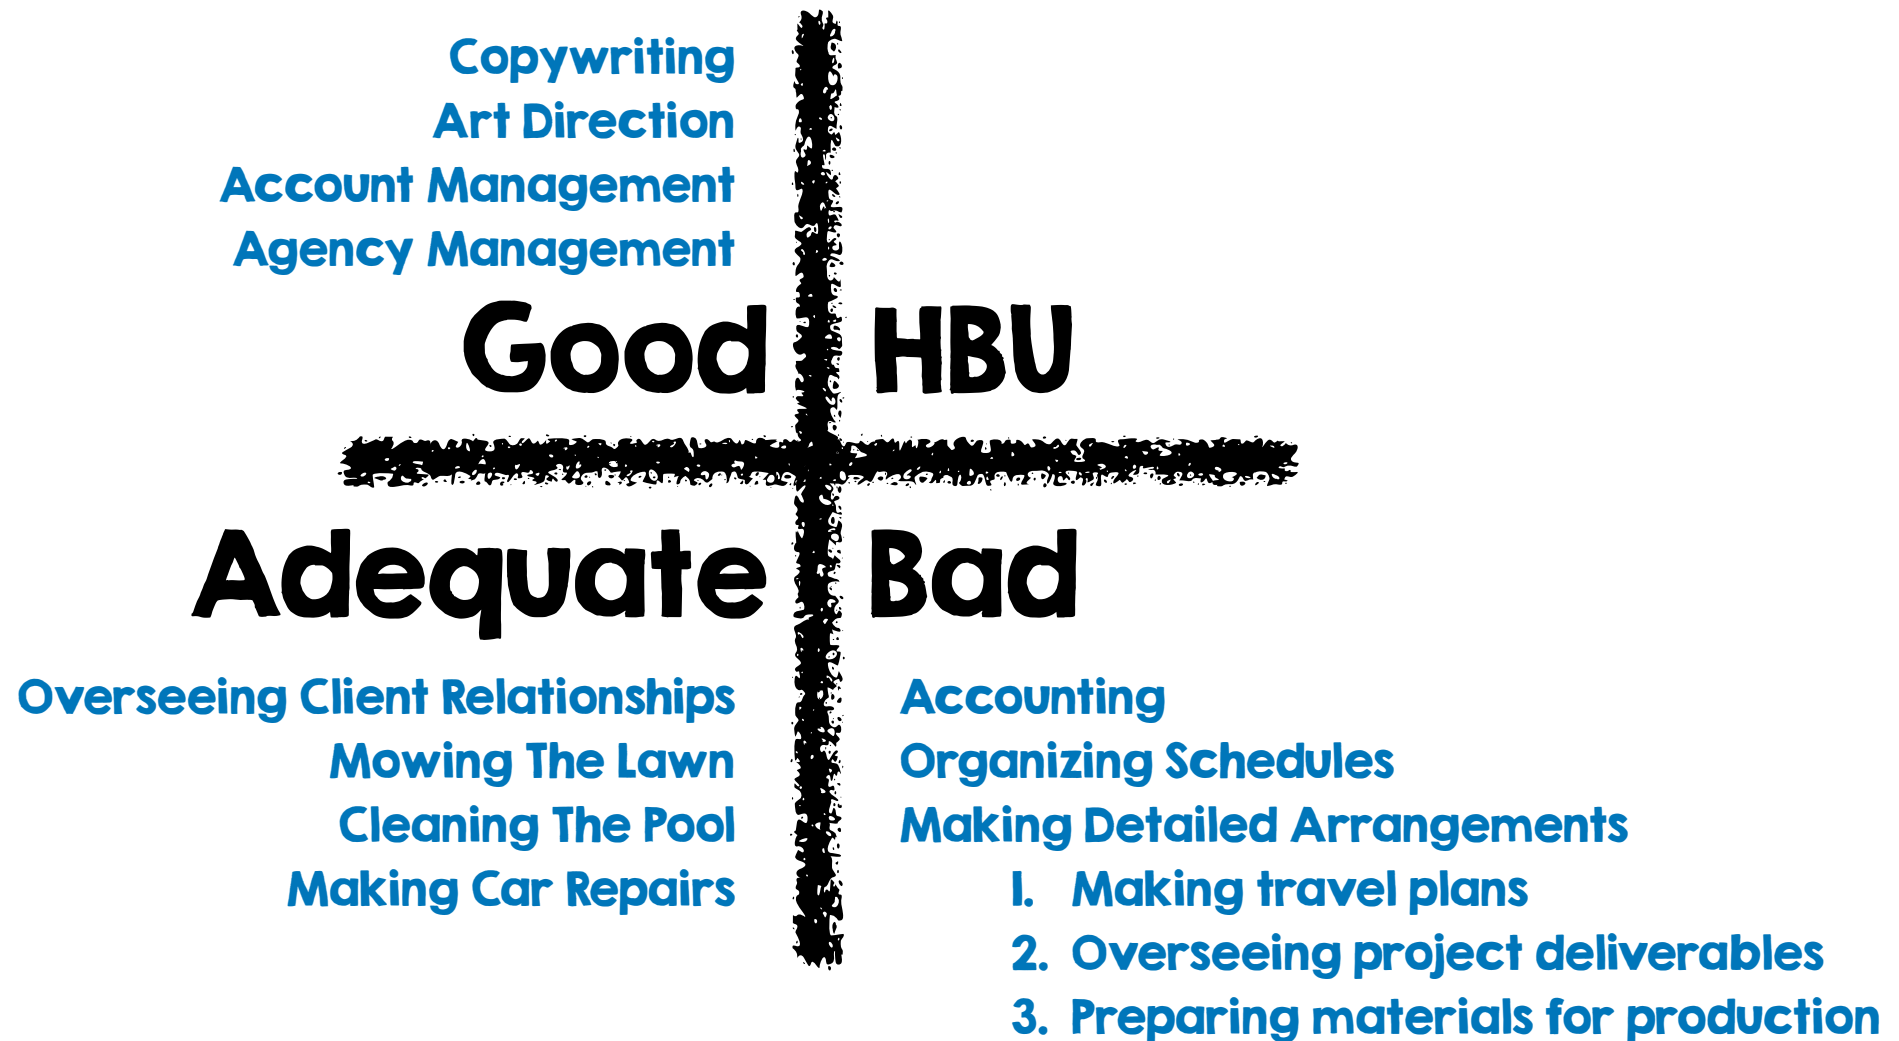 Copywriting
Art Direction
Account Management
Agency Management
Good
HBU
Adequate
Bad
Overseeing Client Relationships
Mowing The Lawn
Cleaning The Pool
Making Car Repairs
Accounting
Organizing Schedules
Making Detailed Arrangements
1. Making travel plans
2. Overseeing project deliverables
3. Preparing materials for production